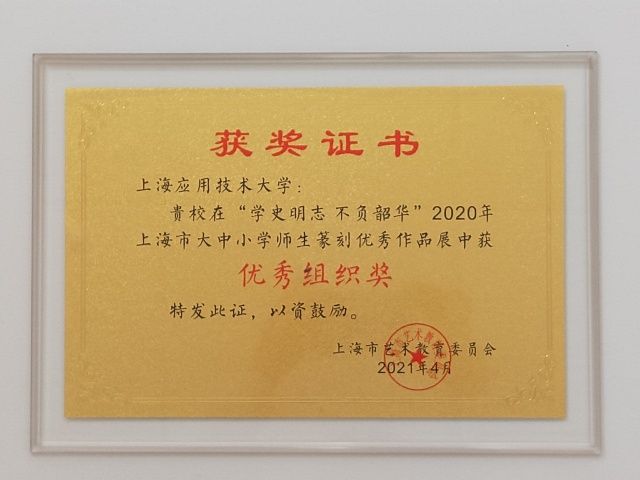 获奖证书
上海应用技术大学：
贵校在“学史明志 不负韶华”2020年
上海市大中小学师生篆刻优秀作品展中获
优秀组织奖
特发此证，以资鼓励。
上海市艺术教育委员会
2021年4月